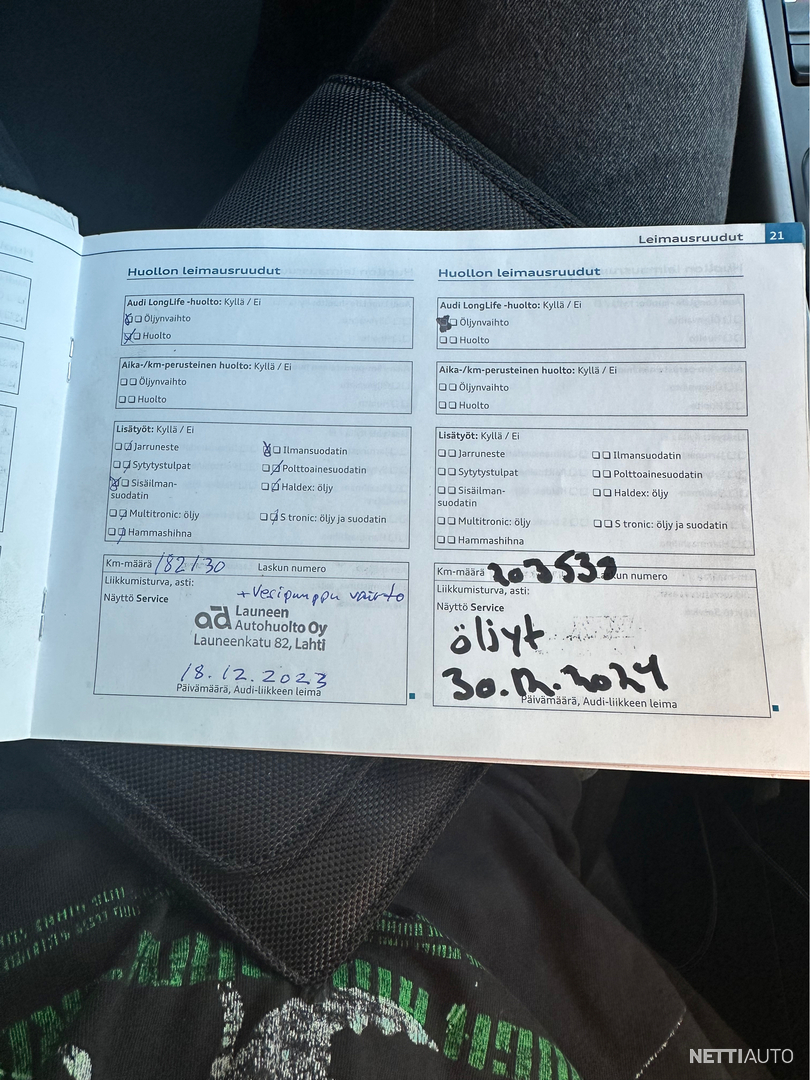 Leimausruudut 21
Huollon leimausruudut
Audi LongLife -huolto: Kyllä / Ei
Öljynvaihto
Huolto
Aika-/km-perusteinen huolto: Kyllä / Ei
Öljynvaihto
Huolto
Lisätyöt: Kyllä / Ei
Jarruneste
Ilmansuodatin
Sytytystulpat
Polttoainesuodatin
Sisäilman-
suodatin
Haldex: öljy
Multitronic: öljy
S tronic: öljy ja suodatin
Hammashihna
Km-määrä 182130 Laskun numero
Liikkumisturva, asti:
+ Vesipumppu vaihto
Näyttö Service
ad Launeen
Autohuolto Oy
Launeenkatu 82, Lahti
18.12.2023
Päivämäärä, Audi-liikkeen leima
Huollon leimausruudut
Audi LongLife -huolto: Kyllä / Ei
Öljynvaihto
Huolto
Aika-/km-perusteinen huolto: Kyllä / Ei
Öljynvaihto
Huolto
Lisätyöt: Kyllä / Ei
Jarruneste
Ilmansuodatin
Sytytystulpat
Polttoainesuodatin
Sisäilman-
suodatin
Haldex: öljy
Multitronic: öljy
S tronic: öljy ja suodatin
Hammashihna
Km-määrä 203538 kun numero
Liikkumisturva, asti:
Näyttö Service
öljyt
30.12.2024
Päivämäärä, Audi-liikkeen leima
NETTIAUTO